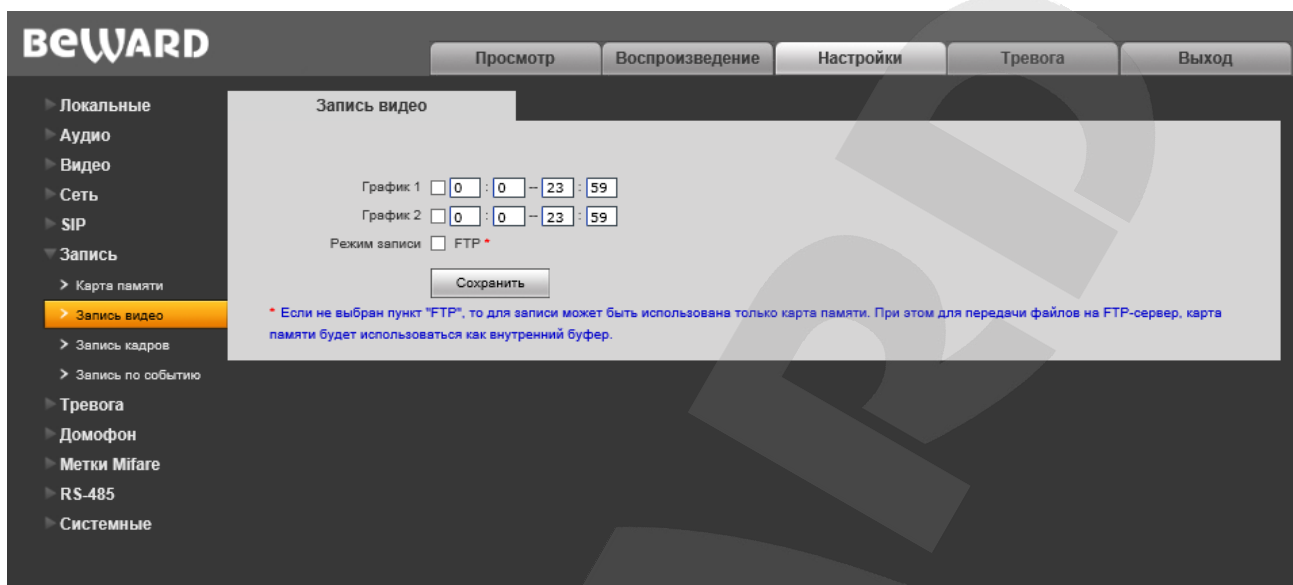 BEWARD
Просмотр Воспроизведение Настройки Тревога Выход
Локальные
Аудио
Видео
Сеть
SIP
Запись
Карта памяти
Запись видео
Запись кадров
Запись по событию
Тревога
Домофон
Метки Mifare
RS-485
Системные
Запись видео
График 1 0 : 0 – 23 : 59
График 2 0 : 0 – 23 : 59
Режим записи FTP *
Сохранить
* Если не выбран пункт "FTP", то для записи может быть использована только карта памяти. При этом для передачи файлов на FTP-сервер, карта
памяти будет использоваться как внутренний буфер.